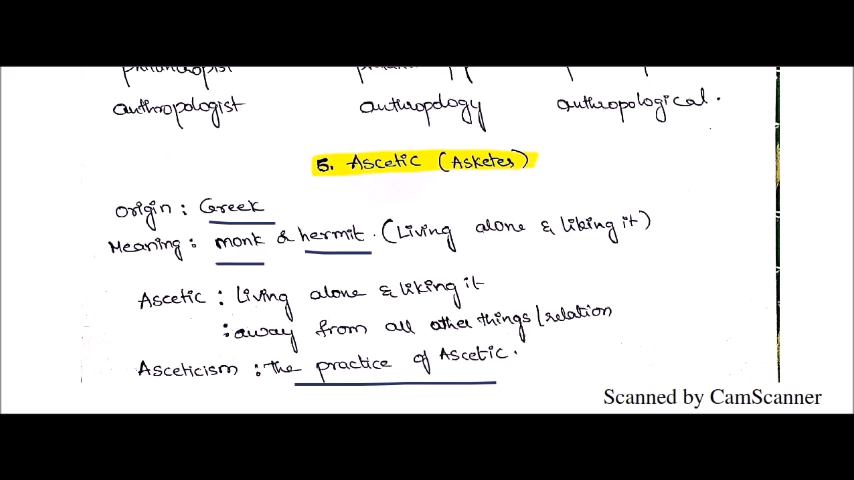 anthropologist anthropology anthropological.
5. Ascetic (Asketes)
Origin: Greek
Meaning: monk & hermit. (Living alone & liking it)
Ascetic : Living alone & liking it
: away from all other things/relation
Asceticism : The practice of Ascetic.
Scanned by CamScanner